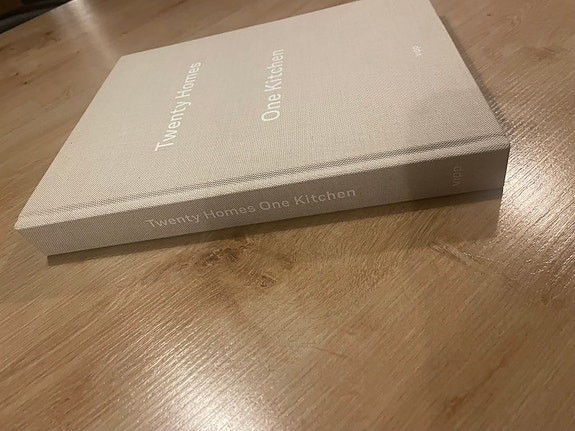 Twenty Homes
One Kitchen
vipp
Twenty Homes One Kitchen
vipp